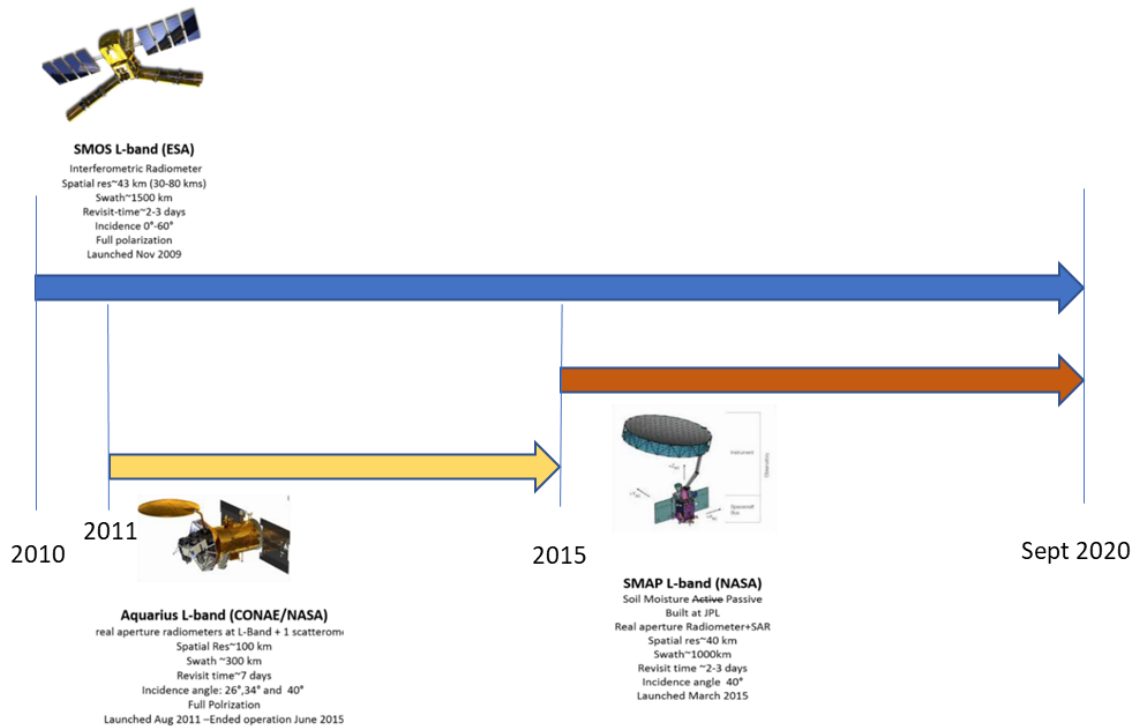 SMOS L-band (ESA)
Interferometric Radiometer
Spatial res~43 km (30-80 kms)
Swath~1500 km
Revisit-time~2-3 days
Incidence 0°-60°
Full polarization
Launched Nov 2009
2010
2011
2015
Sept 2020
Aquarius L-band (CONAE/NASA)
real aperture radiometers at L-Band + 1 scatterom
Spatial Res~100 km
Swath ~300 km
Revisit time~7 days
Incidence angle: 26°,34° and 40°
Full Polrization
Launched Aug 2011 –Ended operation June 2015
Instrument
Observatory
Spacecraft
Bus
SMAP L-band (NASA)
Soil Moisture Active Passive
Built at JPL
Real aperture Radiometer+SAR
Spatial res~40 km
Swath~1000km
Revisit time ~2-3 days
Incidence angle 40°
Launched March 2015